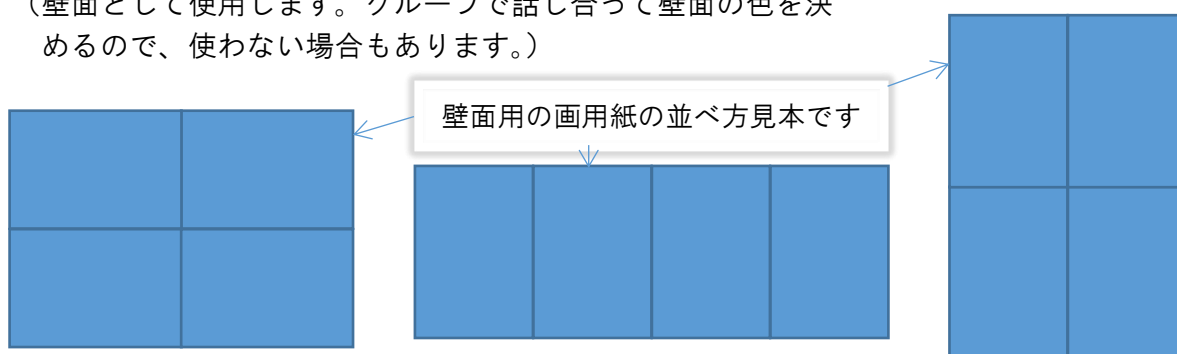 （壁面として使用します。グループで話し合って壁面の色を決
めるので、使わない場合もあります。）
壁面用の画用紙の並べ方見本です